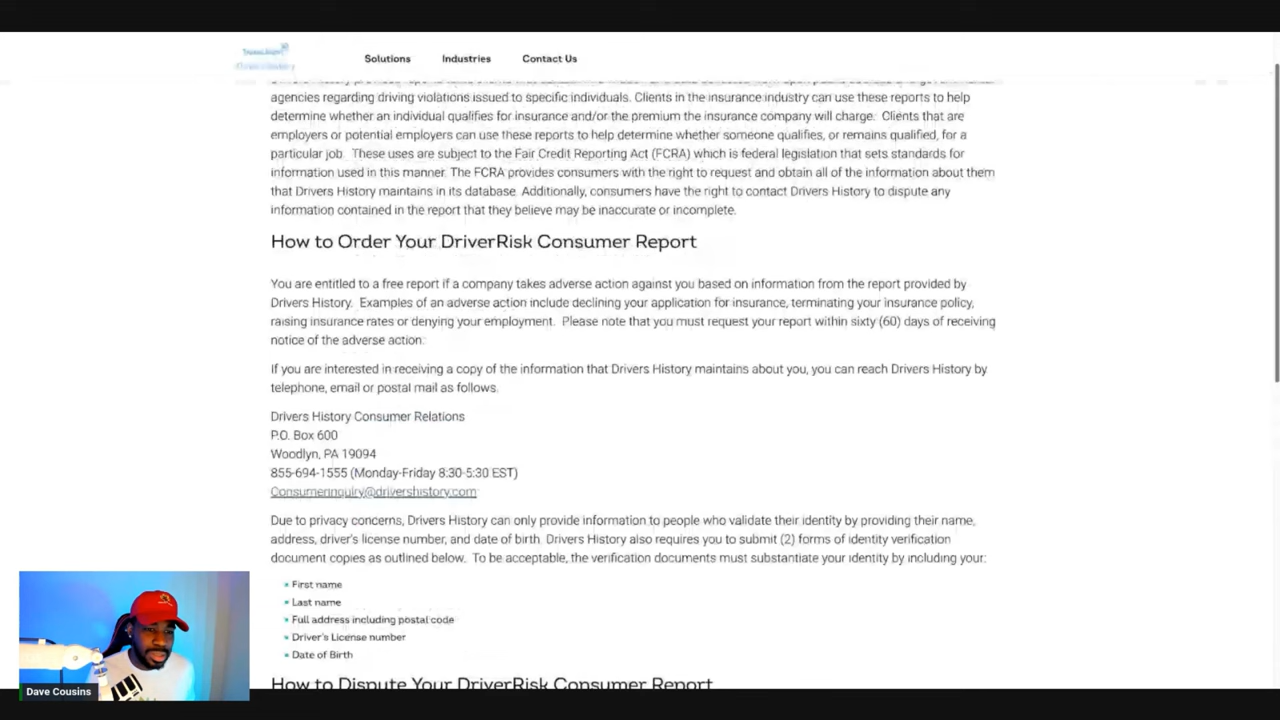 Solutions
Industries
Contact Us
agencies regarding driving violations issued to specific individuals. Clients in the insurance industry can use these reports to help
determine whether an individual qualifies for insurance and/or the premium the insurance company will charge. Clients that are
employers or potential employers can use these reports to help determine whether someone qualifies, or remains qualified, for a
particular job. These uses are subject to the Fair Credit Reporting Act (FCRA) which is federal legislation that sets standards for
information used in this manner. The FCRA provides consumers with the right to request and obtain all of the information about them
that Drivers History maintains in its database. Additionally, consumers have the right to contact Drivers History to dispute any
information contained in the report that they believe may be inaccurate or incomplete.
How to Order Your DriverRisk Consumer Report
You are entitled to a free report if a company takes adverse action against you based on information from the report provided by
Drivers History. Examples of an adverse action include declining your application for insurance, terminating your insurance policy,
raising insurance rates or denying your employment. Please note that you must request your report within sixty (60) days of receiving
notice of the adverse action.
If you are interested in receiving a copy of the information that Drivers History maintains about you, you can reach Drivers History by
telephone, email or postal mail as follows.
Drivers History Consumer Relations
P.O. Box 600
Woodlyn, PA 19094
855-694-1555 (Monday-Friday 8:30-5:30 EST)
Consumerinquiry@drivershistory.com
Due to privacy concerns, Drivers History can only provide information to people who validate their identity by providing their name,
address, driver's license number, and date of birth. Drivers History also requires you to submit (2) forms of identity verification
document copies as outlined below. To be acceptable, the verification documents must substantiate your identity by including your:
First name
Last name
Full address including postal code
Driver's License number
Date of Birth
How to Dispute Your DriverRisk Consumer Report
Dave Cousins